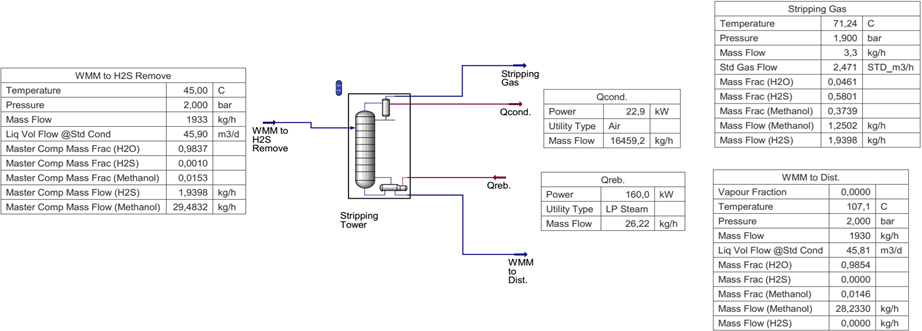 Stripping Gas
Temperature 71,24 C
Pressure 1,900 bar
Mass Flow 3,3 kg/h
Std Gas Flow 2,471 STD_m3/h
Mass Frac (H2O) 0,0461
Mass Frac (H2S) 0,5801
Mass Frac (Methanol) 0,3739
Mass Flow (Methanol) 1,2502 kg/h
Mass Flow (H2S) 1,9398 kg/h
WMM to H2S Remove
Temperature 45,00 C
Pressure 2,000 bar
Mass Flow 1933 kg/h
Liq Vol Flow @Std Cond 45,90 m3/d
Master Comp Mass Frac (H2O) 0,9837
Master Comp Mass Frac (H2S) 0,0010
Master Comp Mass Frac (Methanol) 0,0153
Master Comp Mass Flow (H2S) 1,9398 kg/h
Master Comp Mass Flow (Methanol) 29,4832 kg/h
WMM to
H2S
Remove
Stripping
Gas
Qcond.
Qreb.
Stripping
Tower
WMM
to
Dist.
Qcond.
Power 22,9 kW
Utility Type Air
Mass Flow 16459,2 kg/h
Qreb.
Power 160,0 kW
Utility Type LP Steam
Mass Flow 26,22 kg/h
WMM to Dist.
Vapour Fraction 0,0000
Temperature 107,1 C
Pressure 2,000 bar
Mass Flow 1930 kg/h
Liq Vol Flow @Std Cond 45,81 m3/d
Mass Frac (H2O) 0,9854
Mass Frac (H2S) 0,0000
Mass Frac (Methanol) 0,0146
Mass Flow (Methanol) 28,2330 kg/h
Mass Flow (H2S) 0,0000 kg/h